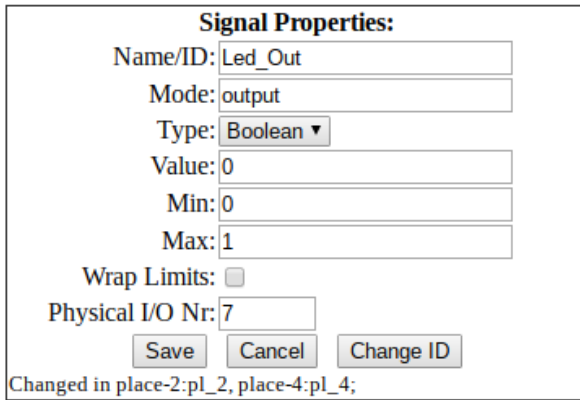 Signal Properties:
Name/ID: Led_Out
Mode: output
Type: Boolean ▼
Value: 0
Min: 0
Max: 1
Wrap Limits:
Physical I/O Nr: 7
Save Cancel Change ID
Changed in place-2:pl_2, place-4:pl_4;